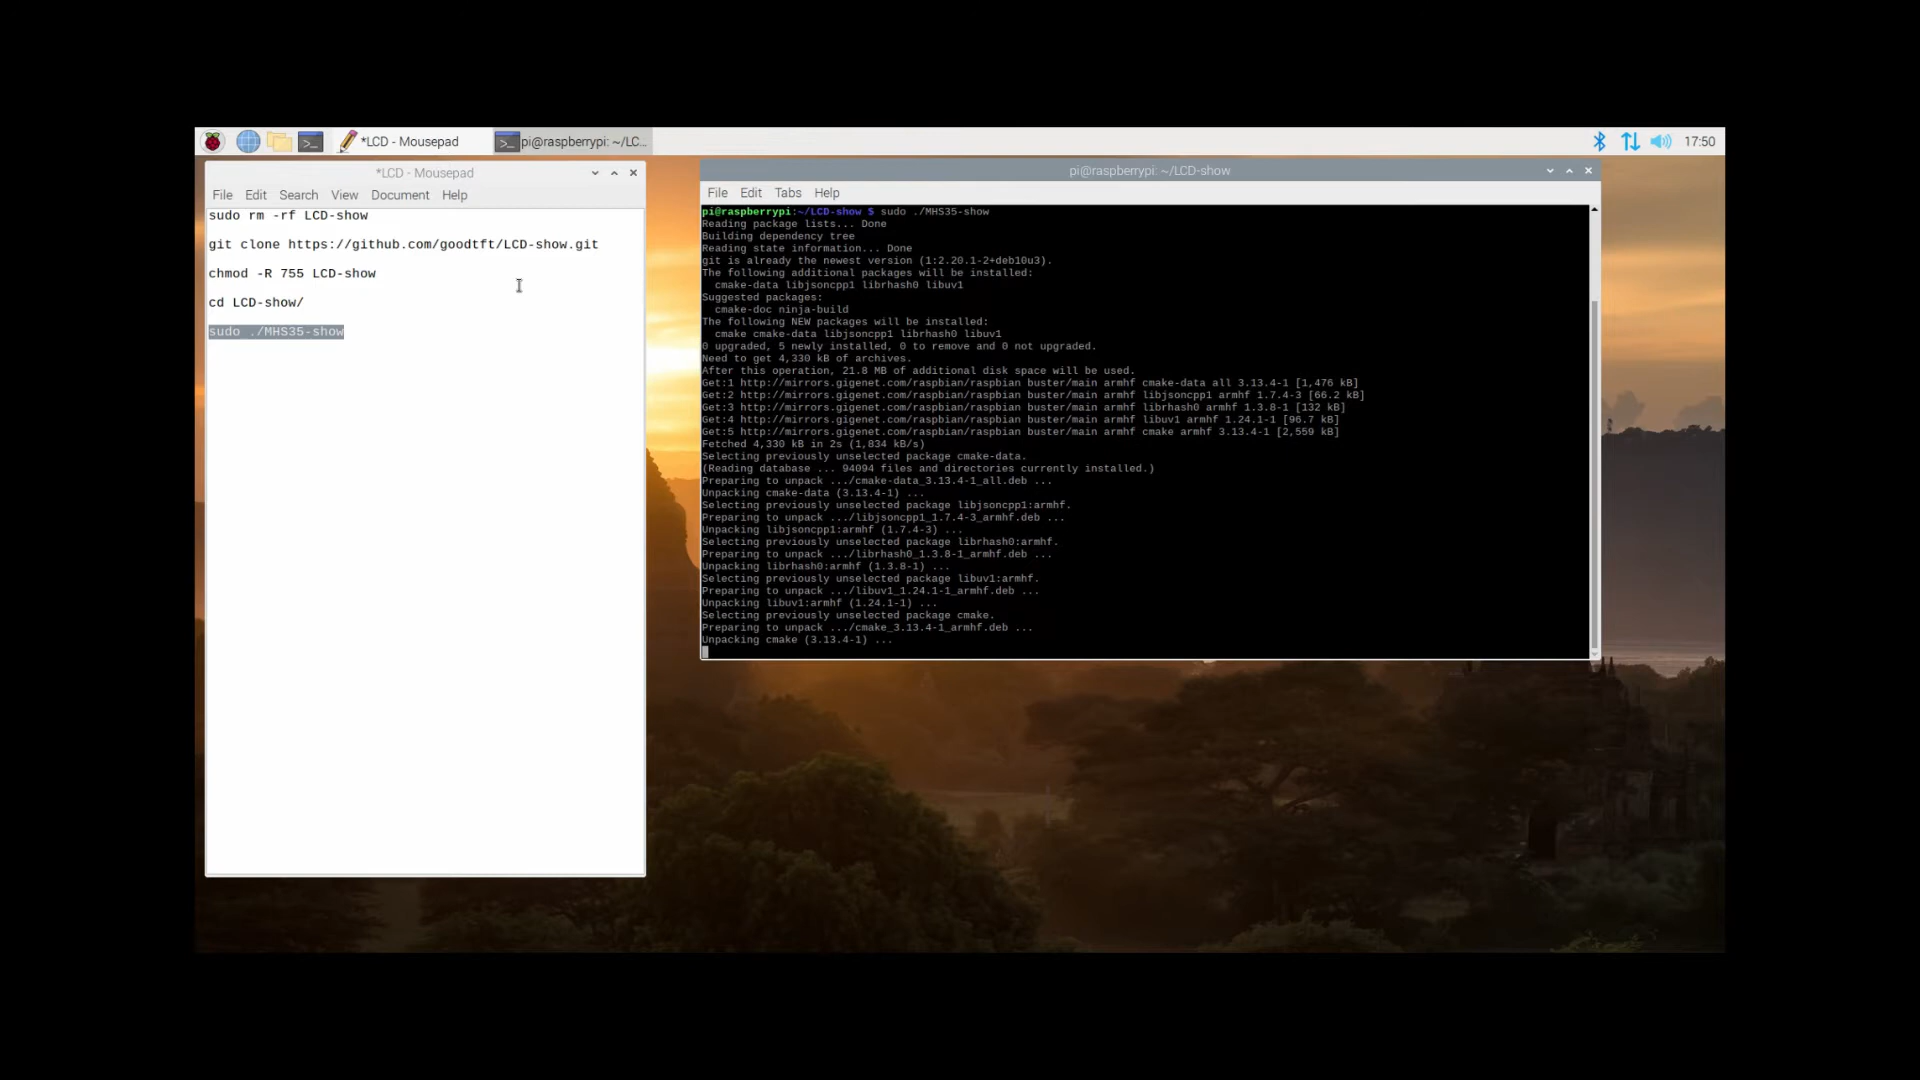 *LCD - Mousepad
pi@raspberrypi: ~/LC...
17:50
*LCD - Mousepad
File Edit Search View Document Help
sudo rm -rf LCD-show
git clone https://github.com/goodtft/LCD-show.git
chmod -R 755 LCD-show
cd LCD-show/
sudo ./MHS35-show
pi@raspberrypi: ~/LCD-show
File Edit Tabs Help
pi@raspberrypi:~/LCD-show $ sudo ./MHS35-show
Reading package lists... Done
Building dependency tree
Reading state information... Done
git is already the newest version (1:2.20.1-2+deb10u3).
The following additional packages will be installed:
cmake-data libjsoncpp1 librhash0 libuv1
Suggested packages:
cmake-doc ninja-build
The following NEW packages will be installed:
cmake cmake-data libjsoncpp1 librhash0 libuv1
0 upgraded, 5 newly installed, 0 to remove and 0 not upgraded.
Need to get 4,330 kB of archives.
After this operation, 21.8 MB of additional disk space will be used.
Get:1 http://mirrors.gigenet.com/raspbian/raspbian buster/main armhf cmake-data all 3.13.4-1 [1,476 kB]
Get:2 http://mirrors.gigenet.com/raspbian/raspbian buster/main armhf libjsoncpp1 armhf 1.7.4-3 [66.2 kB]
Get:3 http://mirrors.gigenet.com/raspbian/raspbian buster/main armhf librhash0 armhf 1.3.8-1 [132 kB]
Get:4 http://mirrors.gigenet.com/raspbian/raspbian buster/main armhf libuv1 armhf 1.24.1-1 [96.7 kB]
Get:5 http://mirrors.gigenet.com/raspbian/raspbian buster/main armhf cmake armhf 3.13.4-1 [2,559 kB]
Fetched 4,330 kB in 2s (1,834 kB/s)
Selecting previously unselected package cmake-data.
(Reading database ... 94094 files and directories currently installed.)
Preparing to unpack .../cmake-data_3.13.4-1_all.deb ...
Unpacking cmake-data (3.13.4-1) ...
Selecting previously unselected package libjsoncpp1:armhf.
Preparing to unpack .../libjsoncpp1_1.7.4-3_armhf.deb ...
Unpacking libjsoncpp1:armhf (1.7.4-3) ...
Selecting previously unselected package librhash0:armhf.
Preparing to unpack .../librhash0_1.3.8-1_armhf.deb ...
Unpacking librhash0:armhf (1.3.8-1) ...
Selecting previously unselected package libuv1:armhf.
Preparing to unpack .../libuv1_1.24.1-1_armhf.deb ...
Unpacking libuv1:armhf (1.24.1-1) ...
Selecting previously unselected package cmake.
Preparing to unpack .../cmake_3.13.4-1_armhf.deb ...
Unpacking cmake (3.13.4-1) ...